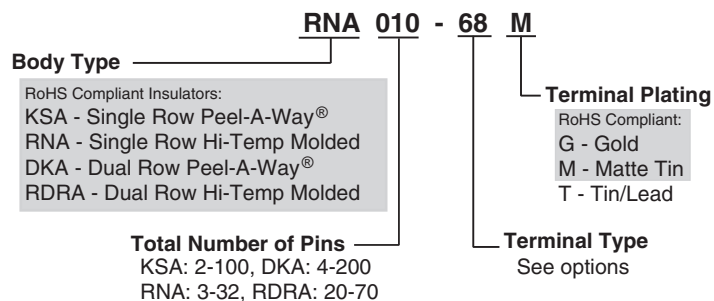 RNA 010 - 68 M
Body Type
RoHS Compliant Insulators:
KSA - Single Row Peel-A-Way®
RNA - Single Row Hi-Temp Molded
DKA - Dual Row Peel-A-Way®
RDRA - Dual Row Hi-Temp Molded
Terminal Plating
RoHS Compliant:
G - Gold
M - Matte Tin
T - Tin/Lead
Total Number of Pins
KSA: 2-100, DKA: 4-200
RNA: 3-32, RDRA: 20-70
Terminal Type
See options